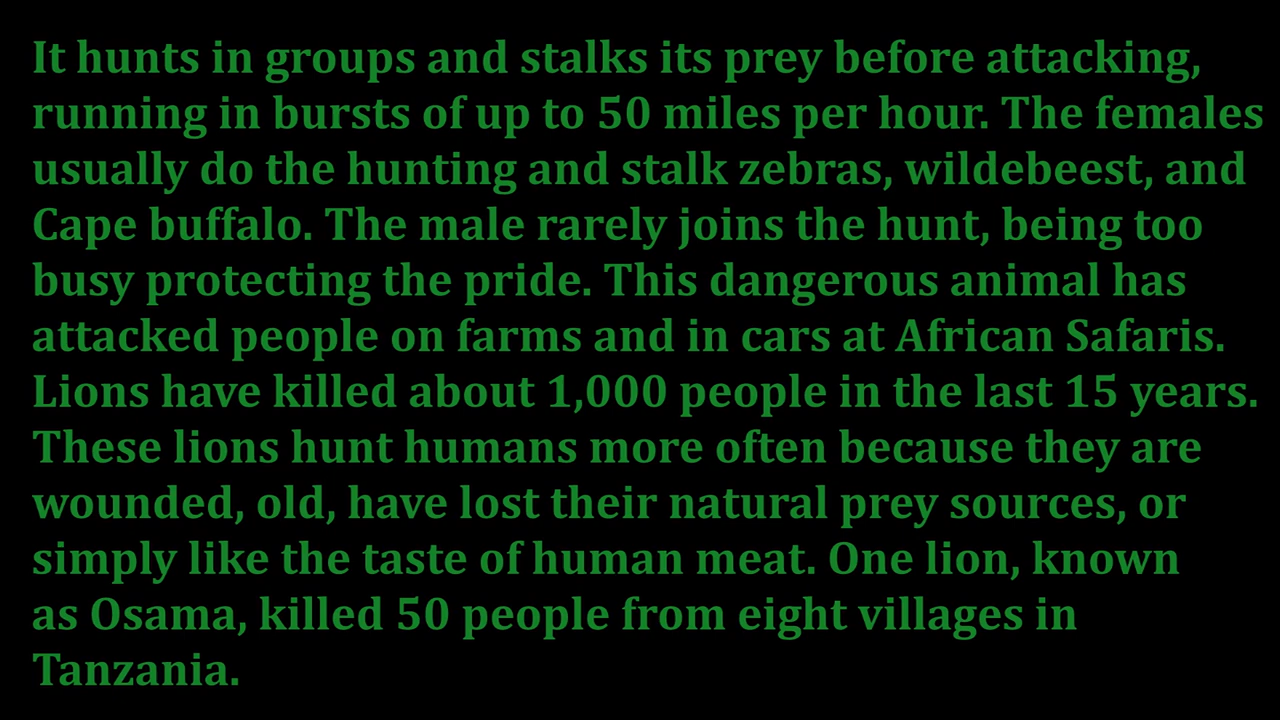 It hunts in groups and stalks its prey before attacking,
running in bursts of up to 50 miles per hour. The females
usually do the hunting and stalk zebras, wildebeest, and
Cape buffalo. The male rarely joins the hunt, being too
busy protecting the pride. This dangerous animal has
attacked people on farms and in cars at African Safaris.
Lions have killed about 1,000 people in the last 15 years.
These lions hunt humans more often because they are
wounded, old, have lost their natural prey sources, or
simply like the taste of human meat. One lion, known
as Osama, killed 50 people from eight villages in
Tanzania.